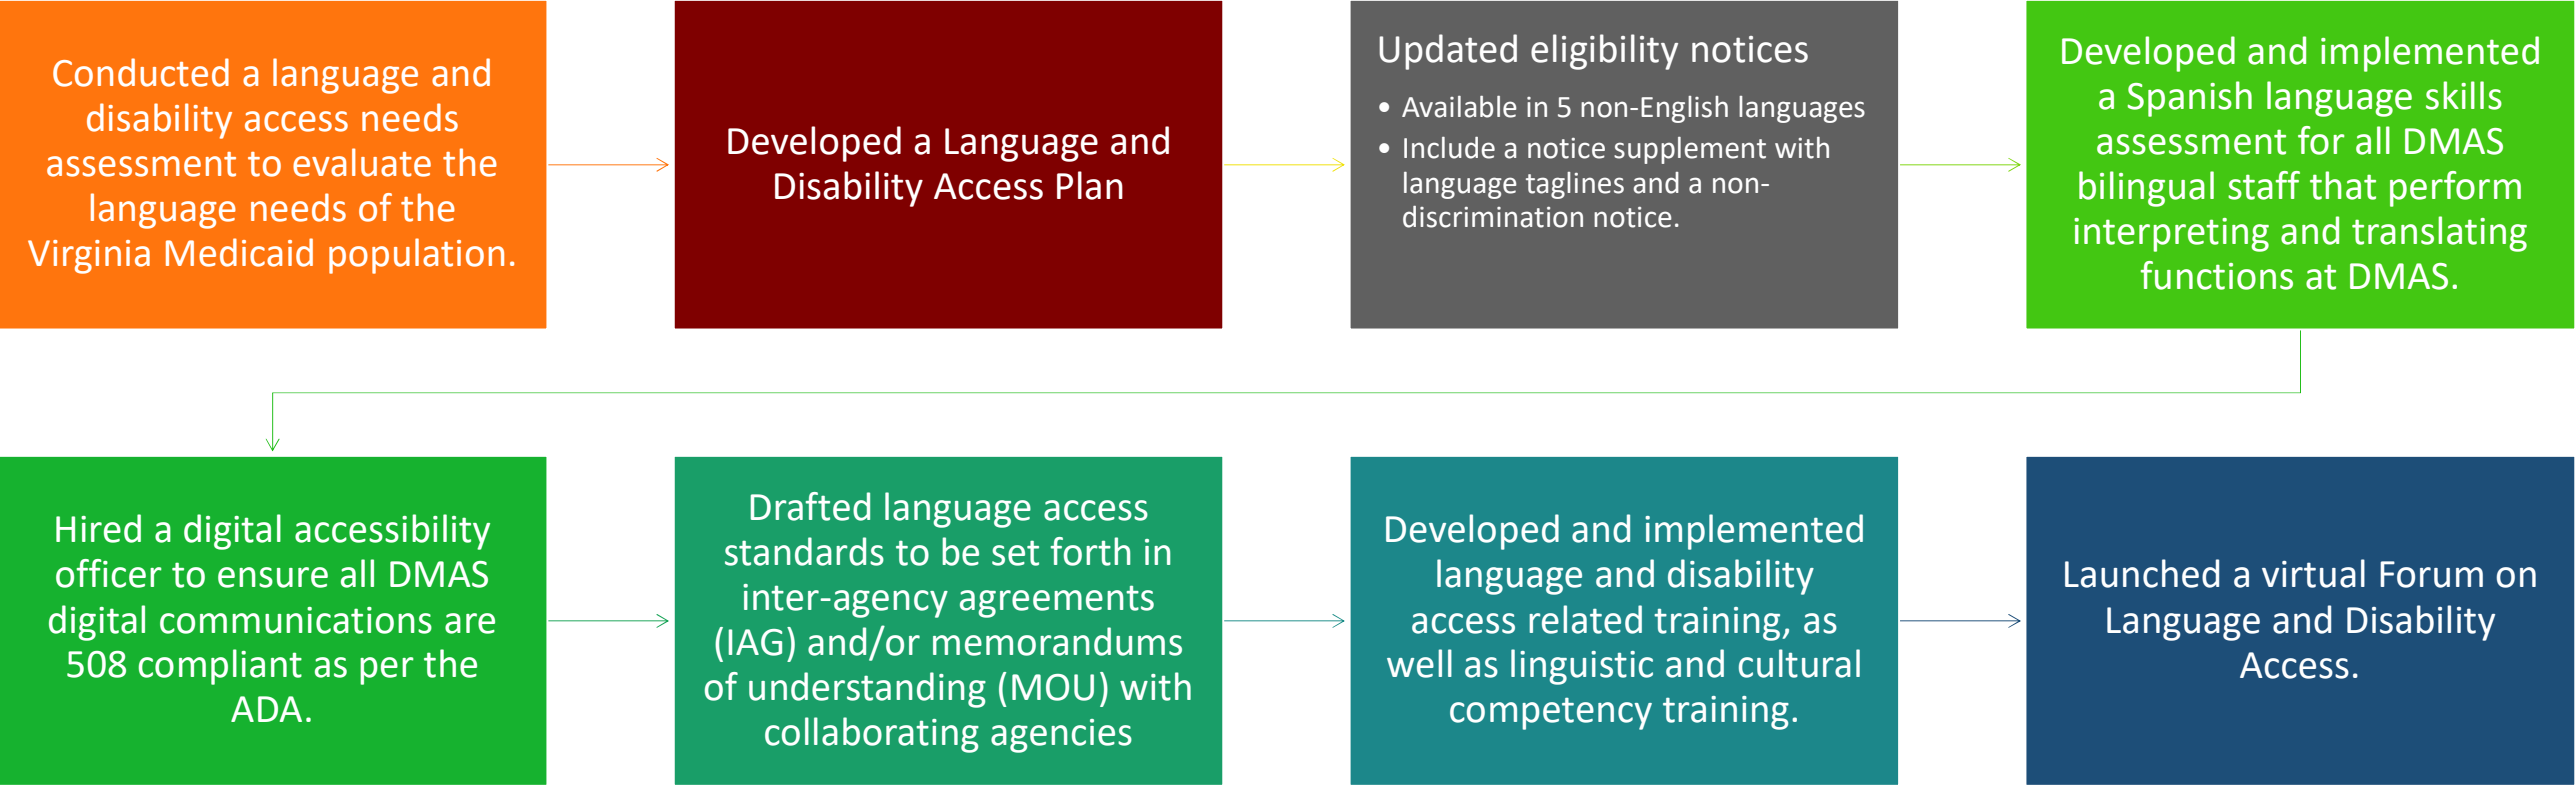 Conducted a language and
disability access needs
assessment to evaluate the
language needs of the
Virginia Medicaid population.
Developed a Language and
Disability Access Plan
Updated eligibility notices
• Available in 5 non-English languages
• Include a notice supplement with
language taglines and a non-
discrimination notice.
Developed and implemented
a Spanish language skills
assessment for all DMAS
bilingual staff that perform
interpreting and translating
functions at DMAS.
Hired a digital accessibility
officer to ensure all DMAS
digital communications are
508 compliant as per the
ADA.
Drafted language access
standards to be set forth in
inter-agency agreements
(IAG) and/or memorandums
of understanding (MOU) with
collaborating agencies
Developed and implemented
language and disability
access related training, as
well as linguistic and cultural
competency training.
Launched a virtual Forum on
Language and Disability
Access.